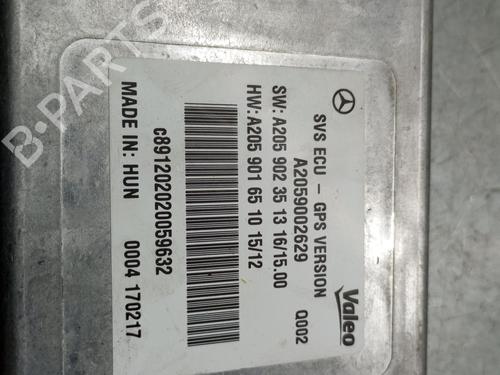 Valeo
SVS ECU - GPS VERSION Q002
A2059002629
SW: A205 902 35 13 16/15.00
HW: A205 901 65 10 15/12
c891202020059632
MADE IN: HUN 0004 170217
B-PARTS